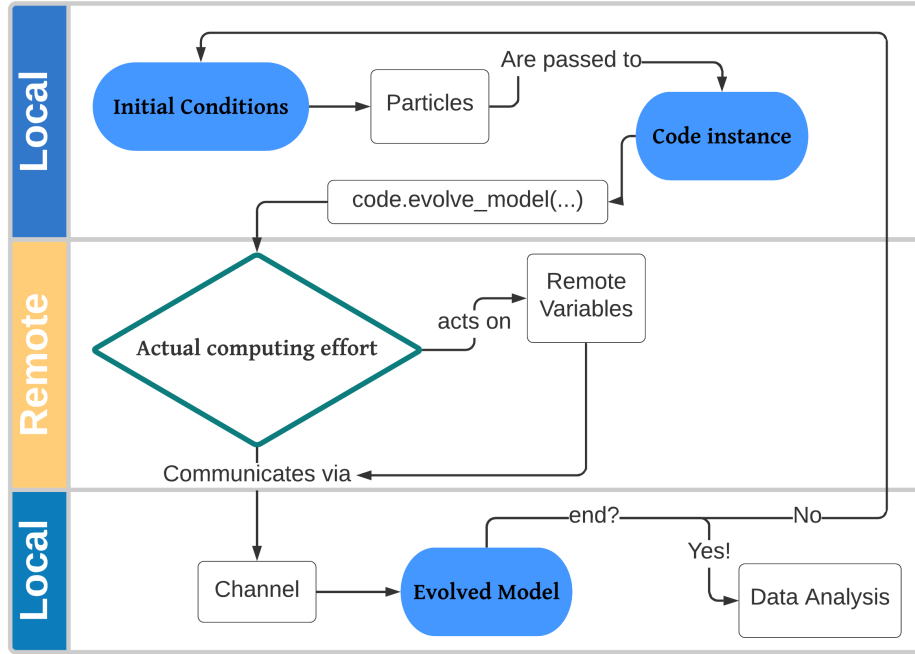 Local
Initial Conditions
Particles
Are passed to
Code instance
code.evolve_model(...)
Remote
Actual computing effort
acts on
Remote
Variables
Communicates via
Local
Channel
Evolved Model
end?
No
Yes!
Data Analysis